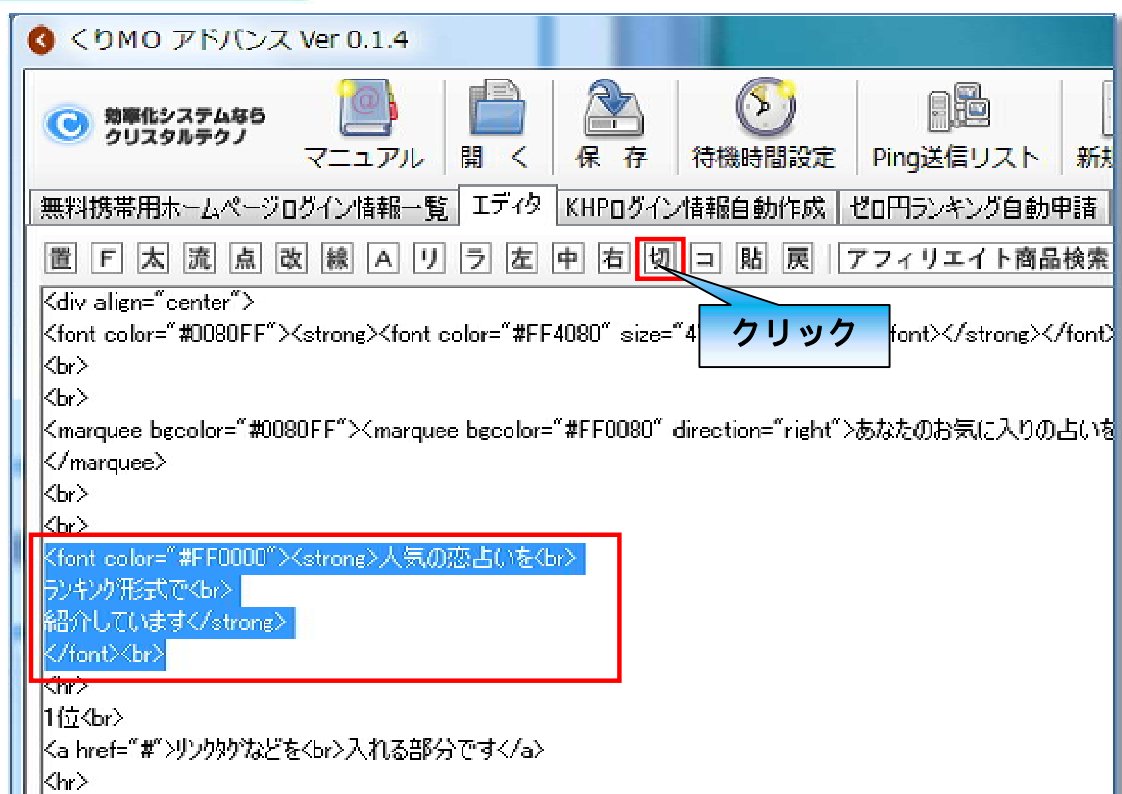 くりMO アドバンス Ver 0.1.4
効率化システムなら
クリスタルテクノ
マニュアル 開く 保存 待機時間設定 Ping送信リスト 新規
無料携帯用ホームページログイン情報一覧 エディタ KHPログイン情報自動作成 ゼロ円ランキング自動申請
置 F 太 流 点 改 線 A リ ラ 左 中 右 切 コ 貼 戻 アフィリエイト商品検索
<div align="center">
<font color="#0080FF"><strong><font color="#FF4080" size="4 font></strong></font>
クリック
<br>
<br>
<marquee bgcolor="#0080FF"><marquee bgcolor="#FF0080" direction="right">あなたのお気に入りの占いを
</marquee>
<br>
<br>
<font color="#FF0000"><strong>人気の恋占いを<br>
ランキング形式で<br>
紹介しています</strong>
</font><br>
<hr>
1位<br>
<a href="#">リンクタグなどを<br>入れる部分です</a>
<hr>